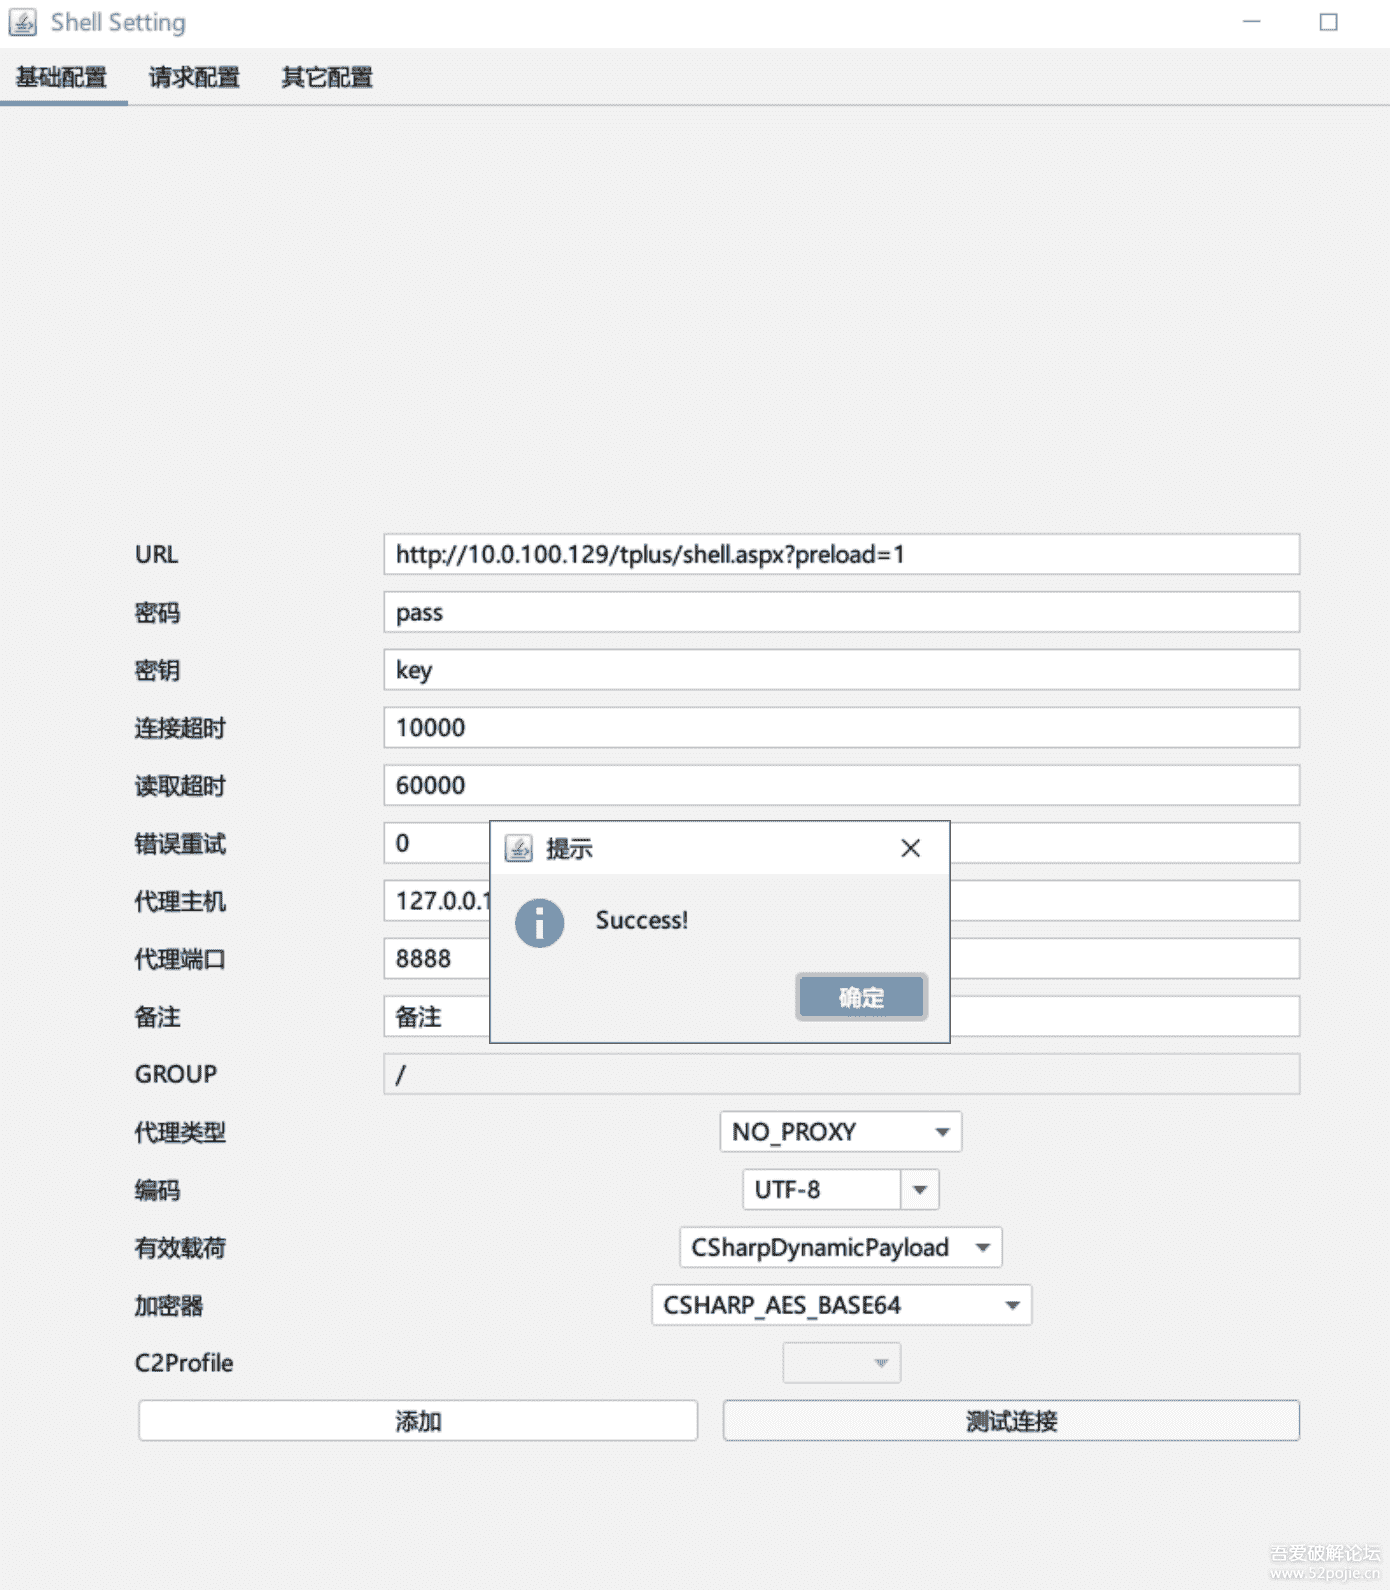 Shell Setting
基础配置 请求配置 其它配置
URL http://10.0.100.129/tplus/shell.aspx?preload=1
密码 pass
密钥 key
连接超时 10000
读取超时 60000
错误重试 0
代理主机 127.0.0.1
代理端口 8888
备注 备注
提示
Success!
确定
GROUP /
代理类型 NO_PROXY
编码 UTF-8
有效载荷 CSharpDynamicPayload
加密器 CSHARP_AES_BASE64
C2Profile
添加 测试连接
吾爱破解论坛
www.52pojie.cn